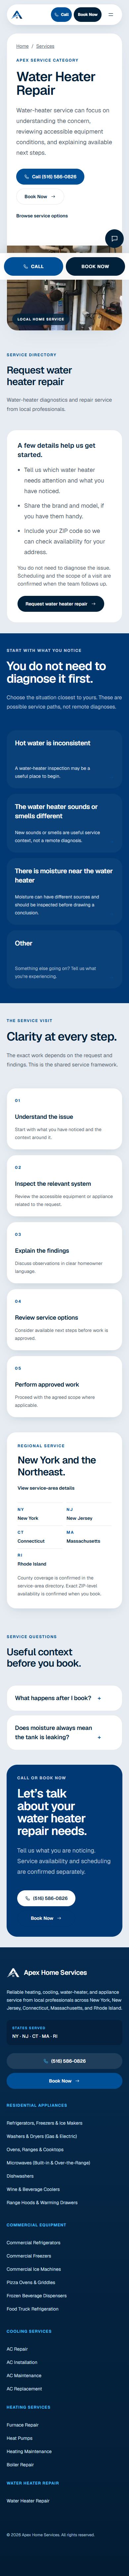 Call
Book Now
Home / Services
APEX SERVICE CATEGORY
Water Heater
Repair
Water-heater service can focus on
understanding the concern,
reviewing accessible equipment
conditions, and explaining available
next steps.
Call (516) 586-0826
Book Now →
Browse service options
CALL
BOOK NOW
LOCAL HOME SERVICE
SERVICE DIRECTORY
Request water
heater repair
Water-heater diagnostics and repair service
from local professionals.
A few details help us get
started.
• Tell us which water heater
needs attention and what you
have noticed.
• Share the brand and model, if
you have them handy.
• Include your ZIP code so we
can check availability for your
address.
You do not need to diagnose the issue.
Scheduling and the scope of a visit are
confirmed when the team follows up.
Request water heater repair →
START WITH WHAT YOU NOTICE
You do not need to
diagnose it first.
Choose the situation closest to yours. These are
possible service paths, not remote diagnoses.
Hot water is inconsistent
A water-heater inspection may be a
useful place to begin.
The water heater sounds or
smells different
New sounds or smells are useful service
context, not a remote diagnosis.
There is moisture near the water
heater
Moisture can have different sources and
should be inspected before drawing a
conclusion.
Other
Something else going on? Tell us what
you're experiencing.
THE SERVICE VISIT
Clarity at every step.
The exact work depends on the request and
findings. This is the shared service framework.
01
Understand the issue
Start with what you have noticed and the
context around it.
02
Inspect the relevant system
Review the accessible equipment or appliance
related to the request.
03
Explain the findings
Discuss observations in clear homeowner
language.
04
Review service options
Consider available next steps before work is
approved.
05
Perform approved work
Proceed with the agreed scope where
applicable.
REGIONAL SERVICE
New York and the
Northeast.
View service-area details
NY
New York
NJ
New Jersey
CT
Connecticut
MA
Massachusetts
RI
Rhode Island
County coverage is confirmed in the
service-area directory. Exact ZIP-level
availability is confirmed when you book.
SERVICE QUESTIONS
Useful context
before you book.
What happens after I book? +
Does moisture always mean
the tank is leaking? +
CALL OR BOOK NOW
Let's talk
about your
water heater
repair needs.
Tell us what you are noticing.
Service availability and scheduling
are confirmed separately.
(516) 586-0826
Book Now →
Apex Home Services
Reliable heating, cooling, water-heater, and appliance
service from local professionals across New York, New
Jersey, Connecticut, Massachusetts, and Rhode Island.
STATES SERVED
NY · NJ · CT · MA · RI
(516) 586-0826
Book Now →
RESIDENTIAL APPLIANCES
Refrigerators, Freezers & Ice Makers
Washers & Dryers (Gas & Electric)
Ovens, Ranges & Cooktops
Microwaves (Built-in & Over-the-Range)
Dishwashers
Wine & Beverage Coolers
Range Hoods & Warming Drawers
COMMERCIAL EQUIPMENT
Commercial Refrigerators
Commercial Freezers
Commercial Ice Machines
Pizza Ovens & Griddles
Frozen Beverage Dispensers
Food Truck Refrigeration
COOLING SERVICES
AC Repair
AC Installation
AC Maintenance
AC Replacement
HEATING SERVICES
Furnace Repair
Heat Pumps
Heating Maintenance
Boiler Repair
WATER HEATER REPAIR
Water Heater Repair
© 2025 Apex Home Services. All rights reserved.